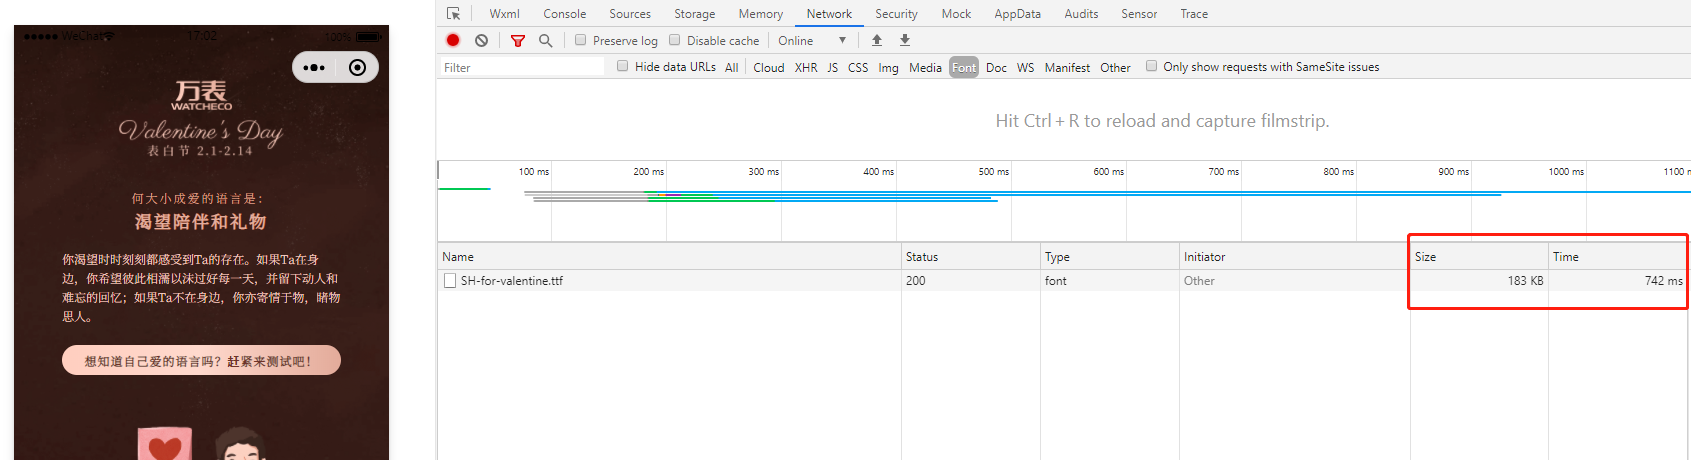 ●●●●● WeChat 17:02 100%
万表
WATCHECO
Valentine's Day
表白节 2.1-2.14
何大小成爱的语言是:
渴望陪伴和礼物
你渴望时时刻刻都感受到Ta的存在。如果Ta在身
边，你希望彼此相濡以沫过好每一天，并留下动人和
难忘的回忆；如果Ta不在身边，你亦寄情于物，睹物
思人。
想知道自己爱的语言吗？赶紧来测试吧！
Wxml Console Sources Storage Memory Network Security Mock AppData Audits Sensor Trace
Preserve log Disable cache Online ▼
Filter Hide data URLs All Cloud XHR JS CSS Img Media Font Doc WS Manifest Other Only show requests with SameSite issues
Hit Ctrl + R to reload and capture filmstrip.
100 ms 200 ms 300 ms 400 ms 500 ms 600 ms 700 ms 800 ms 900 ms 1000 ms 1100 m
Name Status Type Initiator Size Time
SH-for-valentine.ttf 200 font Other 183 KB 742 ms